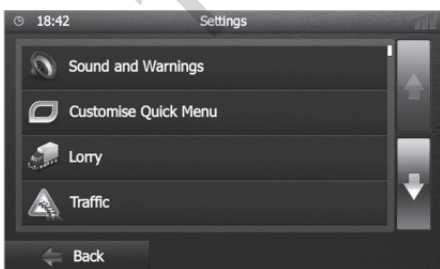 18:42 Settings
Sound and Warnings
Customise Quick Menu
Lorry
Traffic
Back